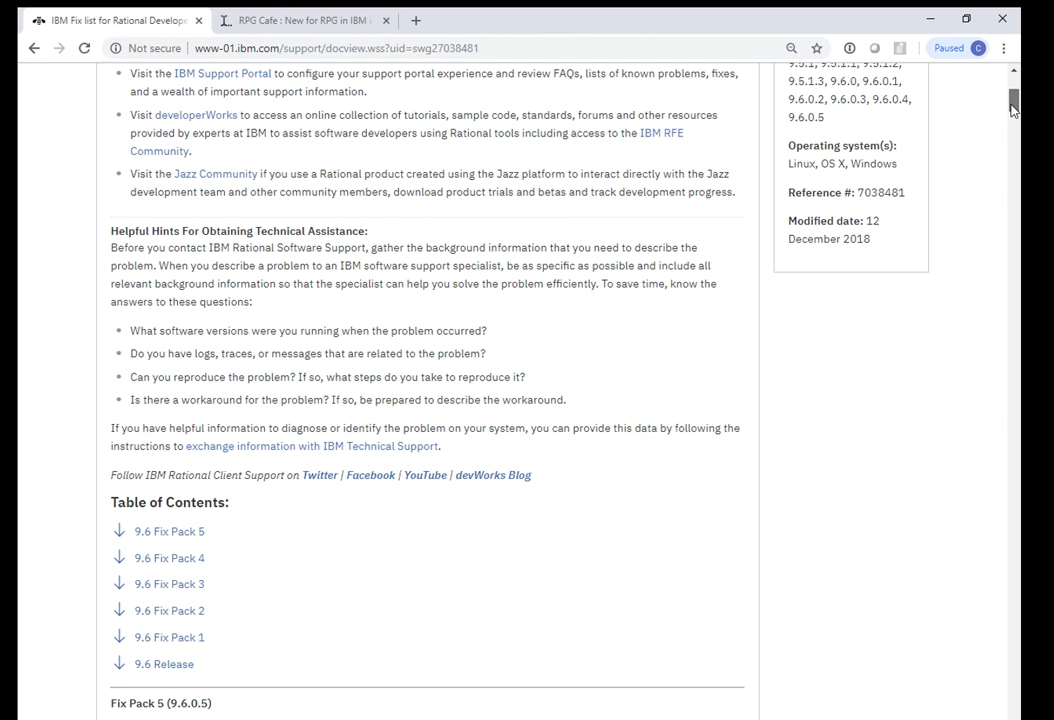 IBM Fix list for Rational Develope
RPG Cafe : New for RPG in IBM i
Not secure | www-01.ibm.com/support/docview.wss?uid=swg27038481
Paused C
• Visit the IBM Support Portal to configure your support portal experience and review FAQs, lists of known problems, fixes,
and a wealth of important support information.
• Visit developerWorks to access an online collection of tutorials, sample code, standards, forums and other resources
provided by experts at IBM to assist software developers using Rational tools including access to the IBM RFE
Community.
• Visit the Jazz Community if you use a Rational product created using the Jazz platform to interact directly with the Jazz
development team and other community members, download product trials and betas and track development progress.
Helpful Hints For Obtaining Technical Assistance:
Before you contact IBM Rational Software Support, gather the background information that you need to describe the
problem. When you describe a problem to an IBM software support specialist, be as specific as possible and include all
relevant background information so that the specialist can help you solve the problem efficiently. To save time, know the
answers to these questions:
• What software versions were you running when the problem occurred?
• Do you have logs, traces, or messages that are related to the problem?
• Can you reproduce the problem? If so, what steps do you take to reproduce it?
• Is there a workaround for the problem? If so, be prepared to describe the workaround.
If you have helpful information to diagnose or identify the problem on your system, you can provide this data by following the
instructions to exchange information with IBM Technical Support.
Follow IBM Rational Client Support on Twitter | Facebook | YouTube | devWorks Blog
Table of Contents:
9.6 Fix Pack 5
9.6 Fix Pack 4
9.6 Fix Pack 3
9.6 Fix Pack 2
9.6 Fix Pack 1
9.6 Release
Fix Pack 5 (9.6.0.5)
9.5.1, 9.5.1.1, 9.5.1.2,
9.5.1.3, 9.6.0, 9.6.0.1,
9.6.0.2, 9.6.0.3, 9.6.0.4,
9.6.0.5
Operating system(s):
Linux, OS X, Windows
Reference #: 7038481
Modified date: 12
December 2018